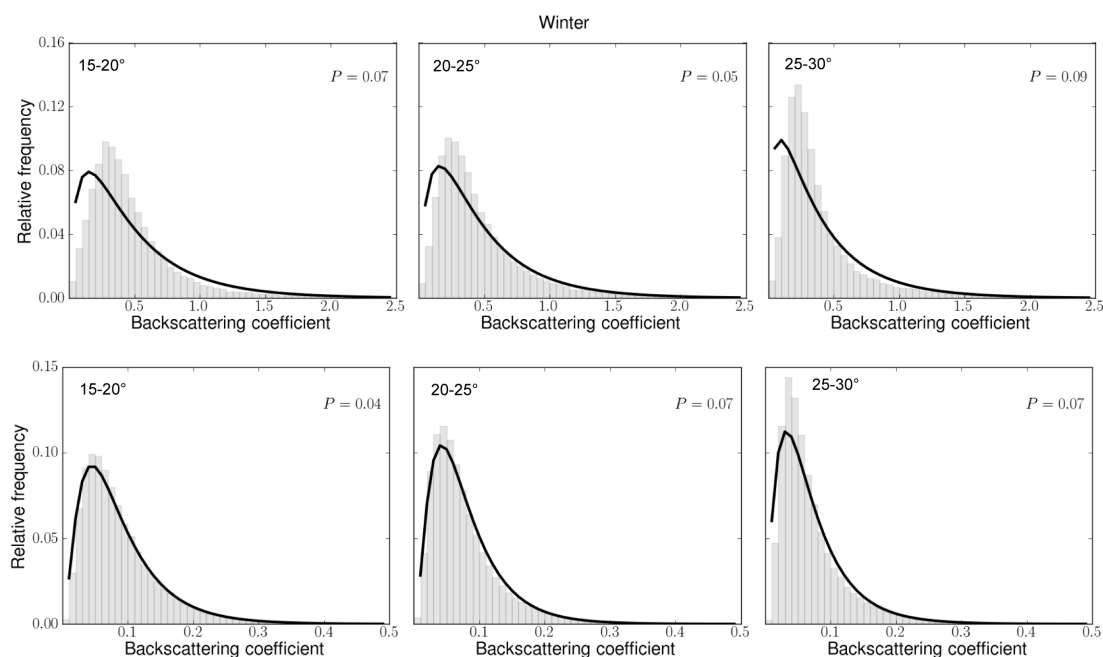 Winter
0.16
0.12
0.08
0.04
0.00
Relative frequency
15-20°
P = 0.07
0.5 1.0 1.5 2.0 2.5
Backscattering coefficient
20-25°
P = 0.05
0.5 1.0 1.5 2.0 2.5
Backscattering coefficient
25-30°
P = 0.09
0.5 1.0 1.5 2.0 2.5
Backscattering coefficient
0.15
0.10
0.05
0.00
Relative frequency
15-20°
P = 0.04
0.1 0.2 0.3 0.4 0.5
Backscattering coefficient
20-25°
P = 0.07
0.1 0.2 0.3 0.4 0.5
Backscattering coefficient
25-30°
P = 0.07
0.1 0.2 0.3 0.4 0.5
Backscattering coefficient